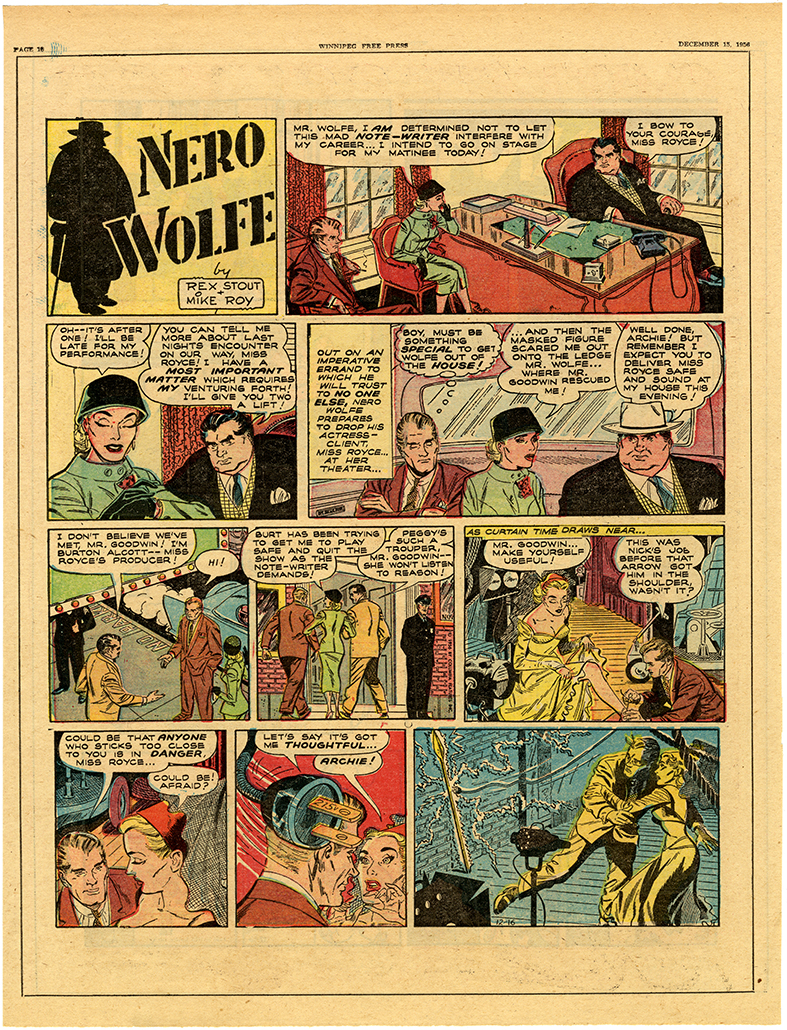 PAGE 18
WINNIPEG FREE PRESS
DECEMBER 15, 1956
NERO
WOLFE
by
REX STOUT
+
MIKE ROY
MR. WOLFE, I AM DETERMINED NOT TO LET
THIS MAD NOTE-WRITER INTERFERE WITH
MY CAREER... I INTEND TO GO ON STAGE
FOR MY MATINEE TODAY!
I BOW TO
YOUR COURAGE,
MISS ROYCE!
OH--IT'S AFTER
ONE! I'LL BE
LATE FOR MY
PERFORMANCE!
YOU CAN TELL ME
MORE ABOUT LAST
NIGHTS ENCOUNTER
ON OUR WAY, MISS
ROYCE! I HAVE A
MOST IMPORTANT
MATTER WHICH REQUIRES
MY VENTURING FORTH!
I'LL GIVE YOU TWO
A LIFT!
OUT ON AN
IMPERATIVE
ERRAND TO
WHICH HE
WILL TRUST
TO NO ONE
ELSE, NERO
WOLFE
PREPARES
TO DROP HIS
ACTRESS-
CLIENT,
MISS ROYCE...
AT HER
THEATER...
BOY, MUST BE
SOMETHING
SPECIAL TO GET
WOLFE OUT OF
THE HOUSE!
...AND THEN THE
MASKED FIGURE
SCARED ME OUT
ONTO THE LEDGE
MR. WOLFE...
WHERE MR.
GOODWIN RESCUED
ME!
WELL DONE,
ARCHIE! BUT
REMEMBER I
EXPECT YOU TO
DELIVER MISS
ROYCE SAFE
AND SOUND AT
MY HOUSE THIS
EVENING!
I DON'T BELIEVE WE'VE
MET, MR. GOODWIN! I'M
BURTON ALCOTT--MISS
ROYCE'S PRODUCER!
HI!
BURT HAS BEEN TRYING
TO GET ME TO PLAY
SAFE AND QUIT THE
SHOW AS THE
NOTE-WRITER
DEMANDS!
PEGGY'S
SUCH A
TROUPER,
MR. GOODWIN--
SHE WON'T LISTEN
TO REASON!
AS CURTAIN TIME DRAWS NEAR...
MR. GOODWIN...
MAKE YOURSELF
USEFUL!
THIS WAS
NICK'S JOB
BEFORE THAT
ARROW GOT
HIM IN THE
SHOULDER,
WASN'T IT?
COULD BE THAT ANYONE
WHO STICKS TOO CLOSE
TO YOU IS IN DANGER,
MISS ROYCE...
COULD BE!
AFRAID?
LET'S SAY IT'S GOT
ME THOUGHTFUL...
ARCHIE!
12-16